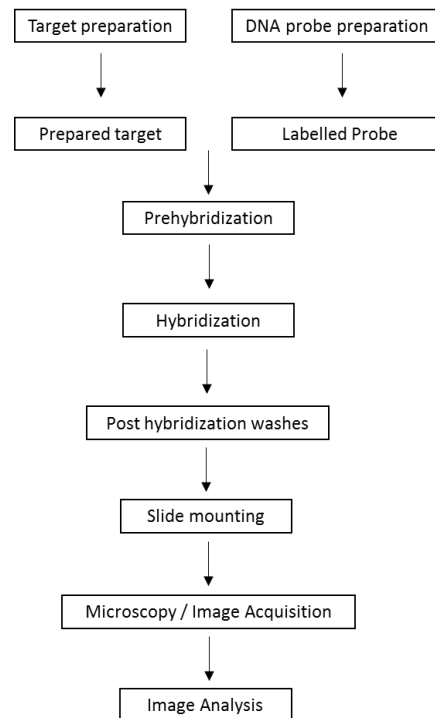 Target preparation
DNA probe preparation
Prepared target
Labelled Probe
Prehybridization
Hybridization
Post hybridization washes
Slide mounting
Microscopy / Image Acquisition
Image Analysis